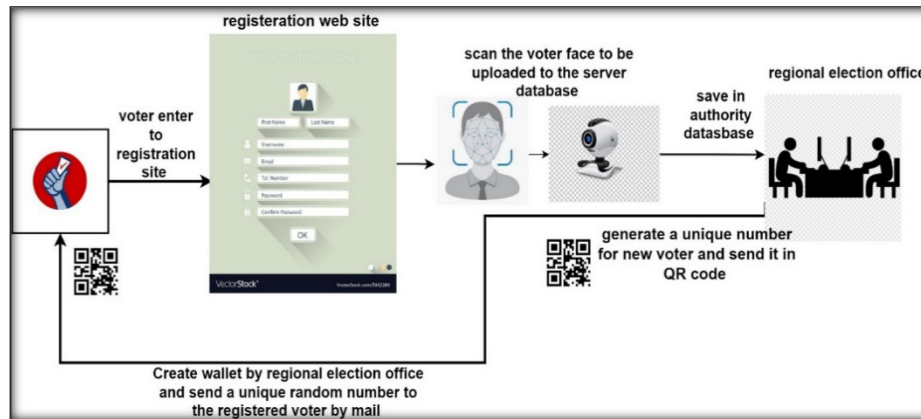 registeration web site
voter enter
to
registration
site
First Name
Last Name
Username
Email
Tel. Number
Password
Confirm Password
OK
VectorStock®
scan the voter face to be
uploaded to the server
database
save in
authority
datasbase
regional election office
generate a unique number
for new voter and send it in
QR code
Create wallet by regional election office
and send a unique random number to
the registered voter by mail